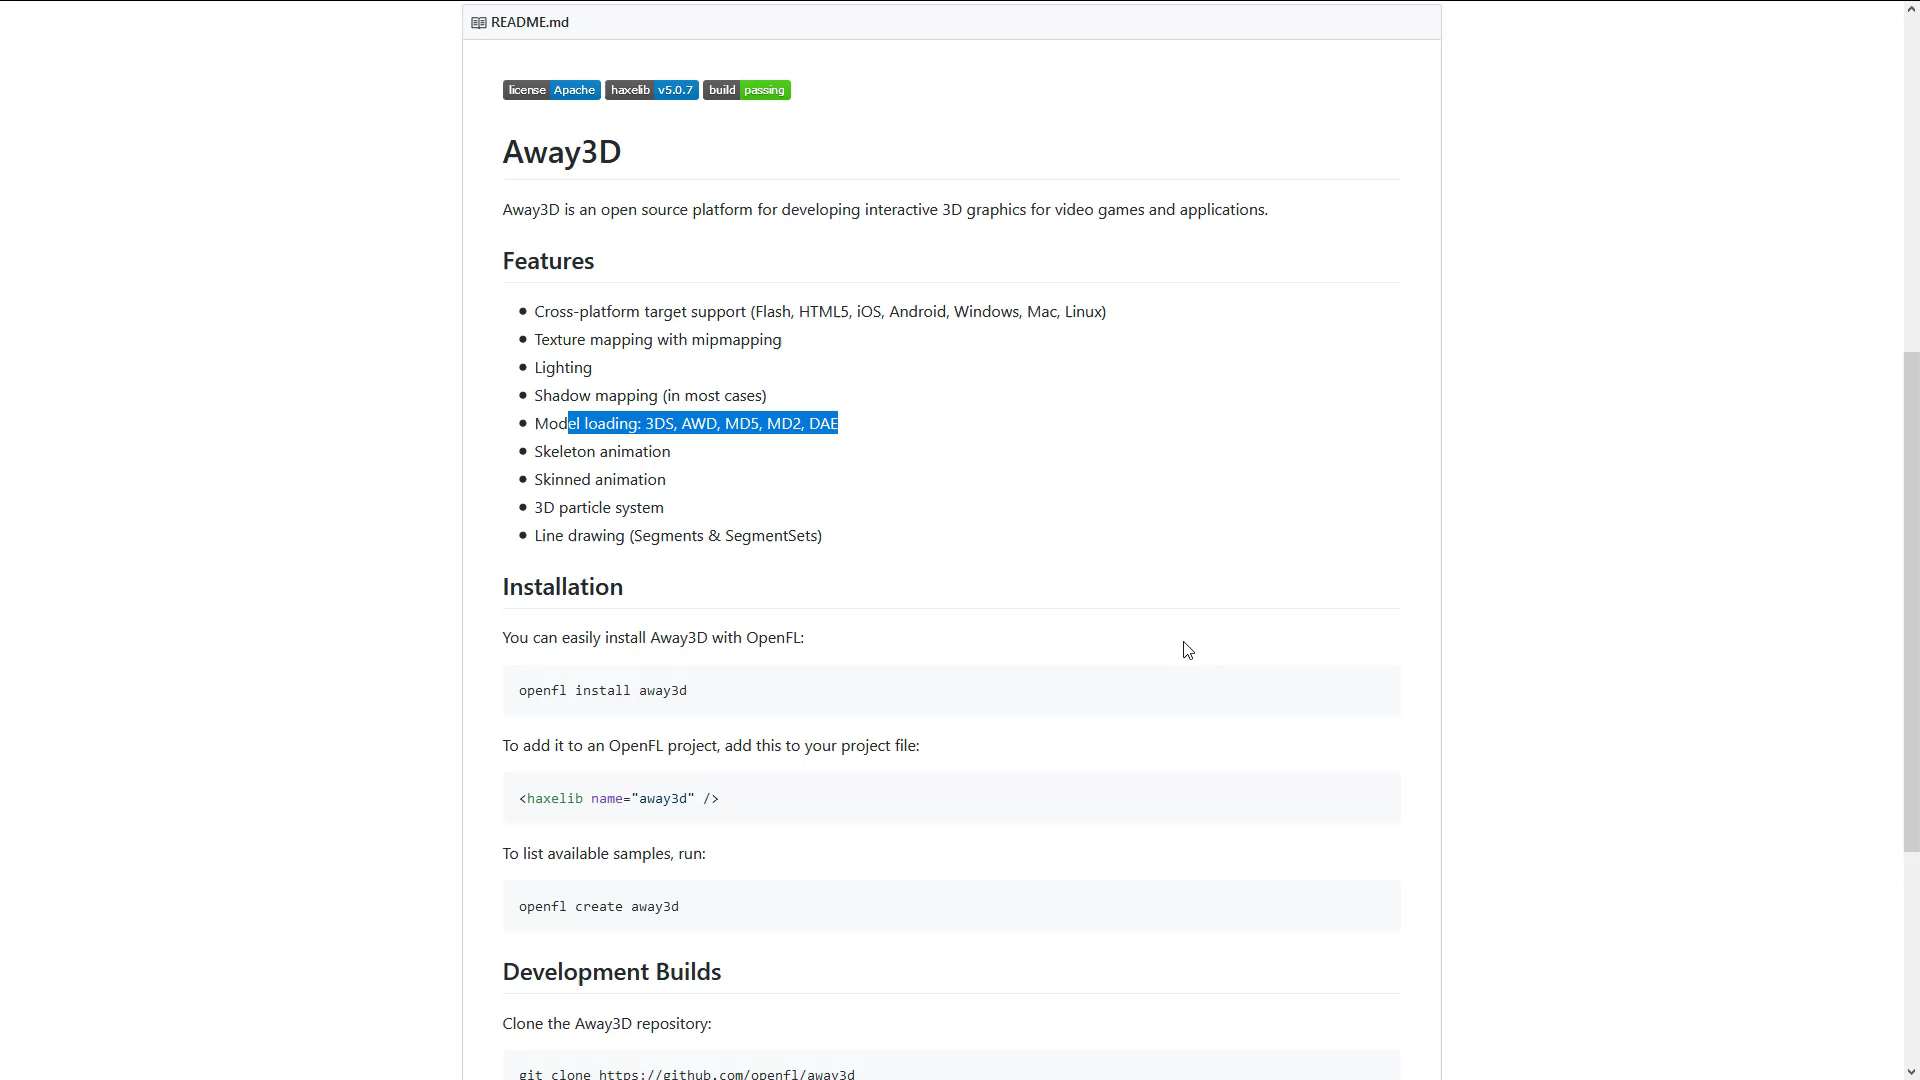 README.md
license Apache haxelib v5.0.7 build passing
Away3D
Away3D is an open source platform for developing interactive 3D graphics for video games and applications.
Features
Cross-platform target support (Flash, HTML5, iOS, Android, Windows, Mac, Linux)
Texture mapping with mipmapping
Lighting
Shadow mapping (in most cases)
Model loading: 3DS, AWD, MD5, MD2, DAE
Skeleton animation
Skinned animation
3D particle system
Line drawing (Segments & SegmentSets)
Installation
You can easily install Away3D with OpenFL:
openfl install away3d
To add it to an OpenFL project, add this to your project file:
<haxelib name="away3d" />
To list available samples, run:
openfl create away3d
Development Builds
Clone the Away3D repository:
git clone https://github.com/openfl/away3d